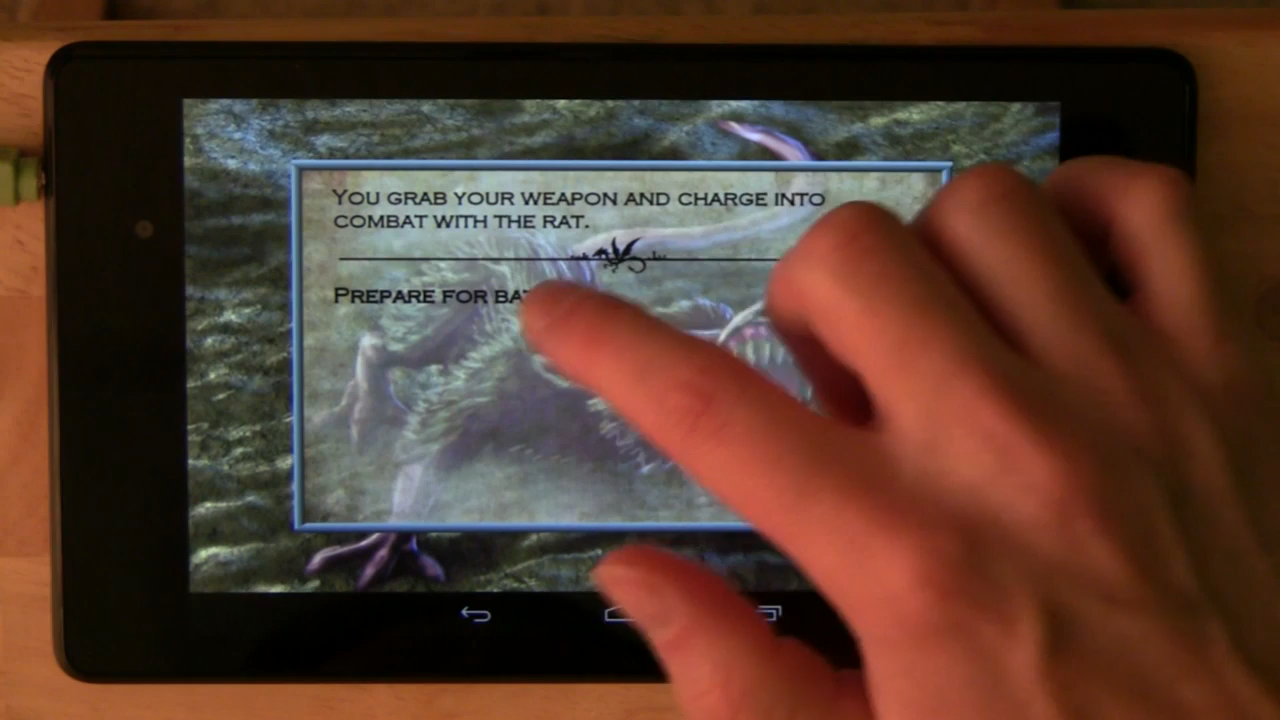 You grab your weapon and charge into
combat with the rat.
Prepare for